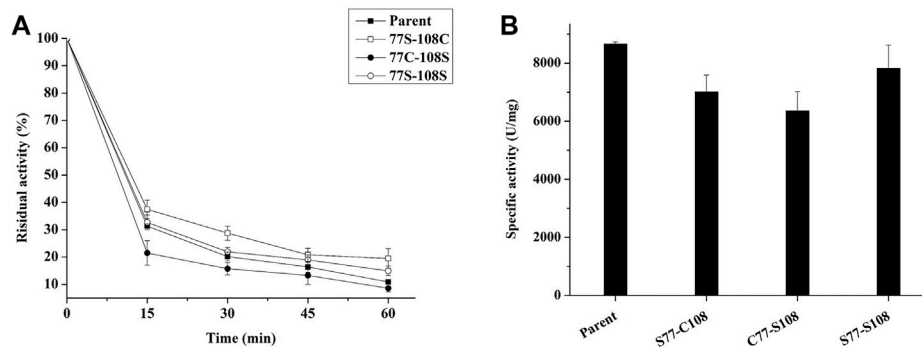 A
Parent
77S-108C
77C-108S
77S-108S
100
90
80
70
60
50
40
30
20
10
Risidual activity (%)
0 15 30 45 60
Time (min)
B
8000
6000
4000
2000
0
Specific activity (U/mg)
Parent S77-C108 C77-S108 S77-S108